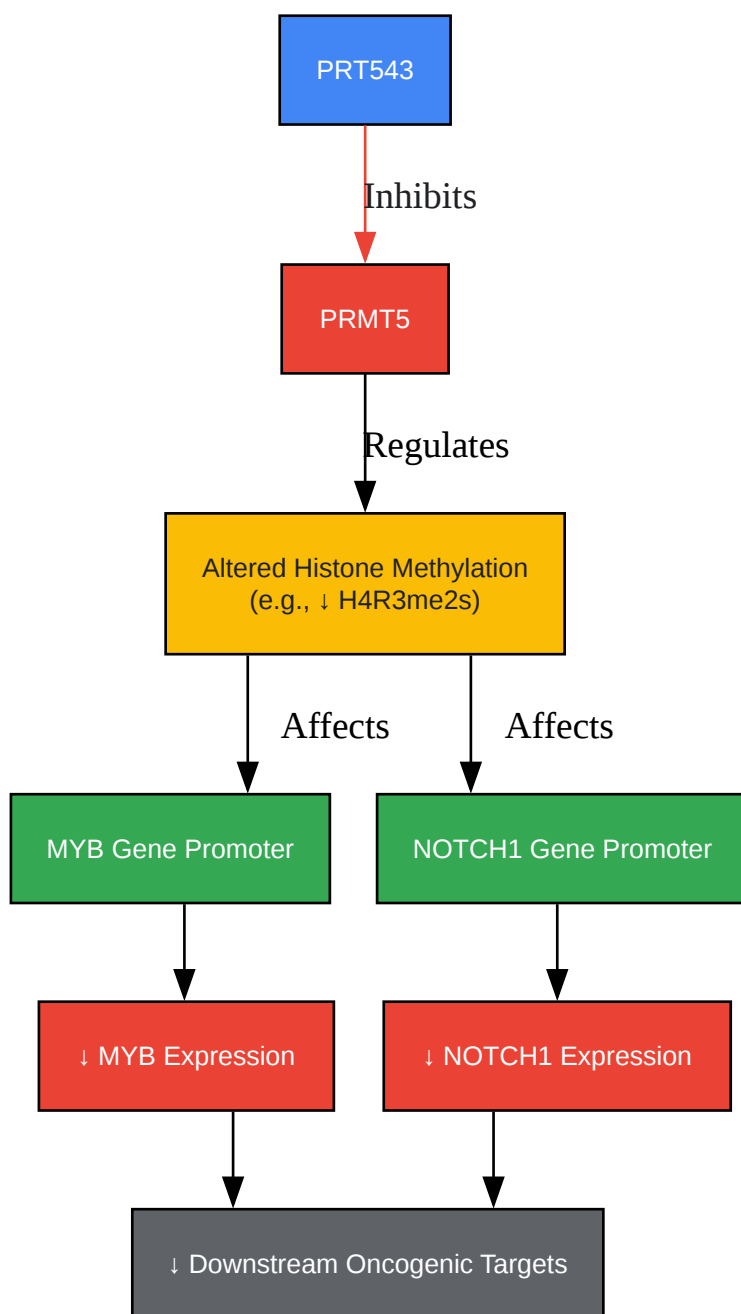 PRT543
Inhibits
PRMT5
Regulates
Altered Histone Methylation
(e.g., ↓ H4R3me2s)
Affects
Affects
MYB Gene Promoter
NOTCH1 Gene Promoter
↓ MYB Expression
↓ NOTCH1 Expression
↓ Downstream Oncogenic Targets